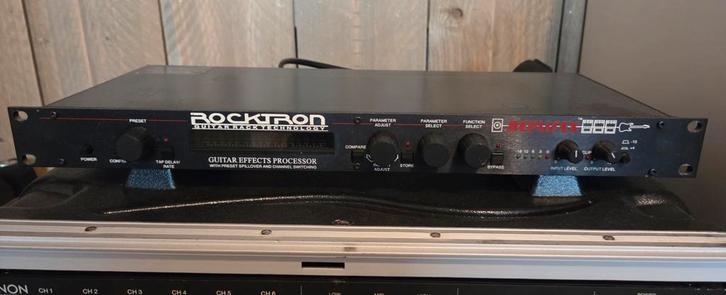 ROCKTRON
GUITAR RACK TECHNOLOGY
PRESET
POWER
TAP DELAY/
RATE
GUITAR EFFECTS PROCESSOR
WITH PRESET SPILLOVER AND CHANNEL SWITCHING
PARAMETER
ADJUST
PARAMETER
SELECT
FUNCTION
SELECT
COMPARE
STORE
ADJUST
BYPASS
INPUT LEVEL
OUTPUT LEVEL
NON
CH 1
CH 2
CH 3
CH 4
CH 5
CH 6